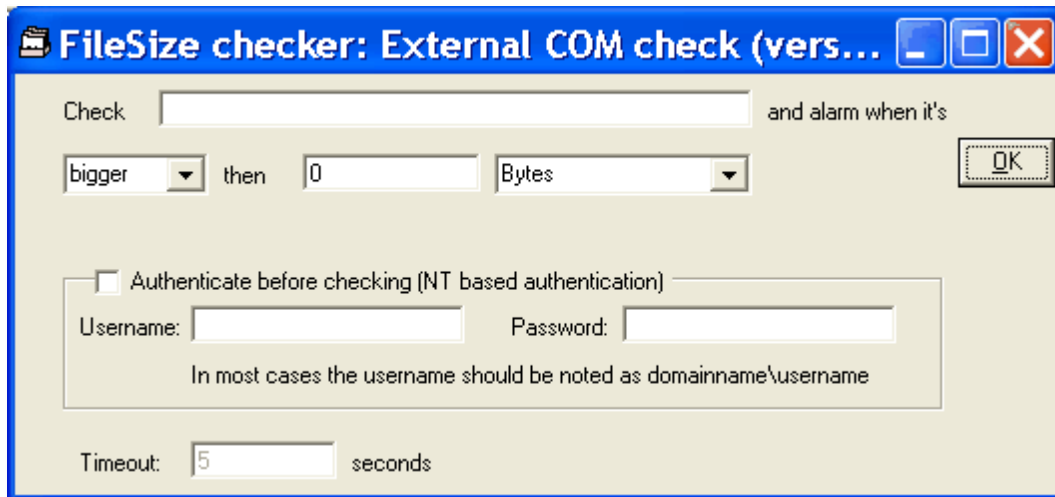 FileSize checker: External COM check (vers...
Check and alarm when it's
bigger then 0 Bytes
OK
Authenticate before checking (NT based authentication)
Username: Password:
In most cases the username should be noted as domainname\username
Timeout: 5 seconds